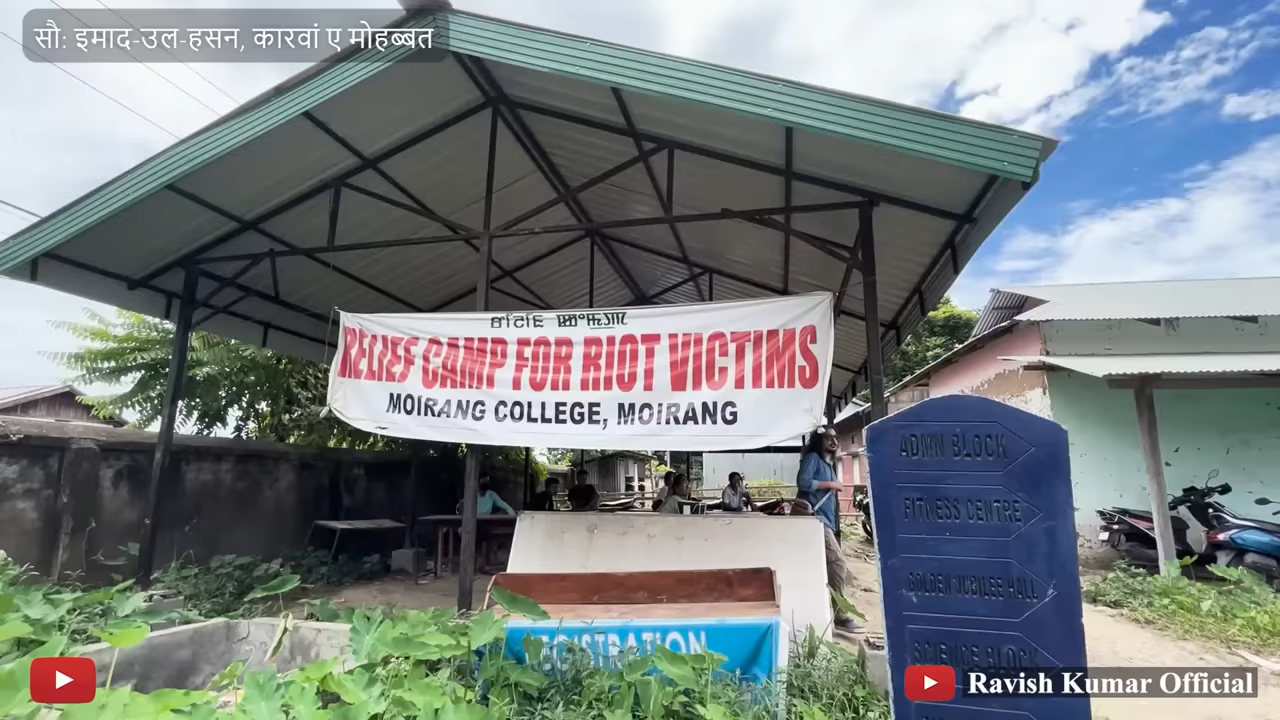 सौ: इमाद-उल-हसन, कारवां ए मोहब्बत
RELIEF CAMP FOR RIOT VICTIMS
MOIRANG COLLEGE, MOIRANG
ADMN BLOCK
FITNESS CENTRE
GOLDEN JUBILEE HALL
SCIENCE BLOCK
REGISTRATION
Ravish Kumar Official